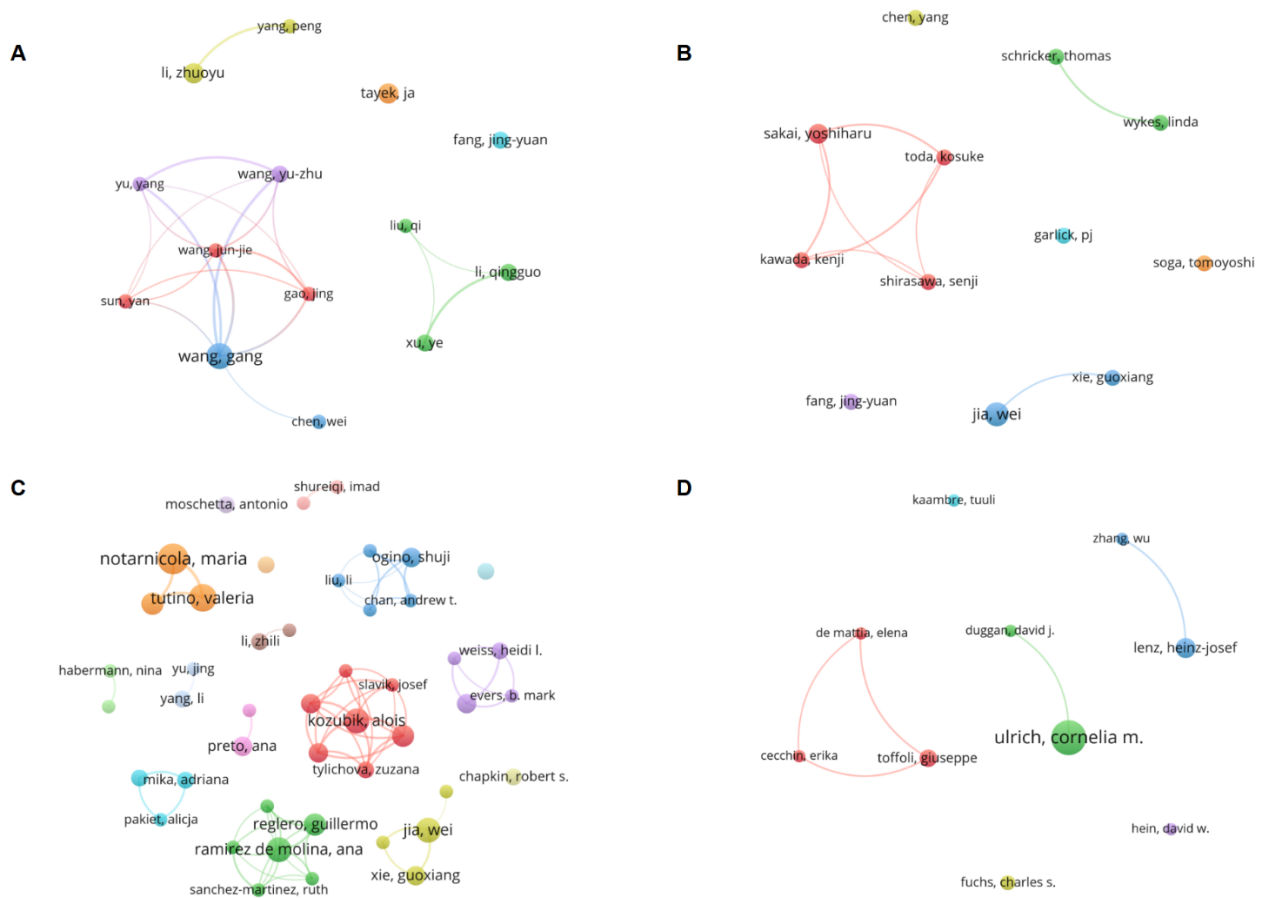 A
yang, peng
li, zhuoyu
tayek, ja
fang, jing-yuan
yu, yang
wang, yu-zhu
liu, qi
wang, jun-jie
li, qingguo
sun, yan
gao, jing
xu, ye
wang, gang
chen, wei
B
chen, yang
schricker, thomas
wykes, linda
sakai, yoshiharu
toda, kosuke
garlick, pj
kawada, kenji
soga, tomoyoshi
shirasawa, senji
xie, guoxiang
fang, jing-yuan
jia, wei
C
shureiqi, imad
moschetta, antonio
notarnicola, maria
ogino, shuji
liu, li
tutino, valeria
chan, andrew t.
li, zhili
weiss, heidi l.
habermann, nina
yu, jing
slavik, josef
yang, li
evers, b. mark
kozubik, alois
preto, ana
tylichova, zuzana
mika, adriana
chapkin, robert s.
pakiet, alicja
reglero, guillermo
jia, wei
ramirez de molina, ana
xie, guoxiang
sanchez-martinez, ruth
D
kaambre, tuuli
zhang, wu
de mattia, elena
duggan, david j.
lenz, heinz-josef
ulrich, cornelia m.
cecchin, erika
toffoli, giuseppe
hein, david w.
fuchs, charles s.